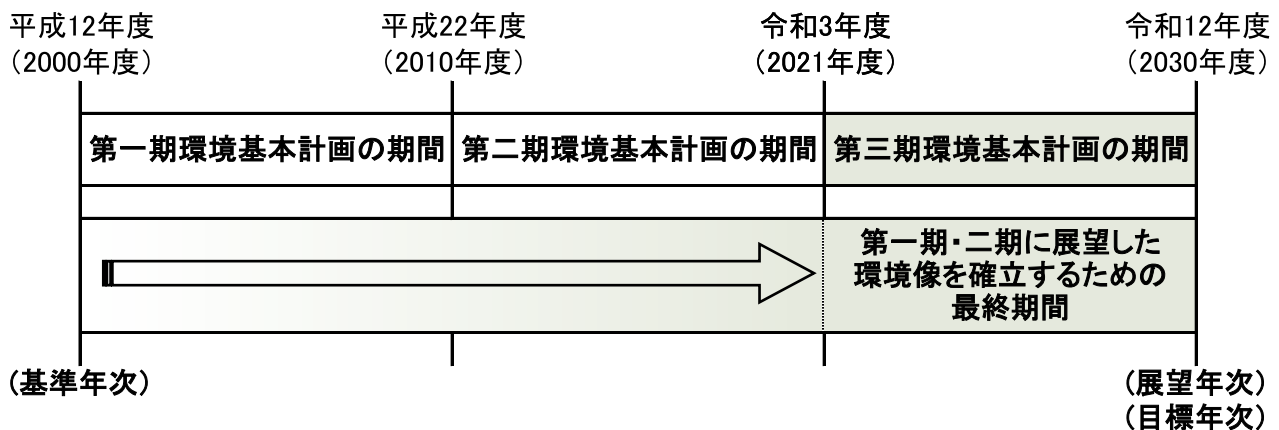 平成12年度
（2000年度）
平成22年度
（2010年度）
令和3年度
（2021年度）
令和12年度
（2030年度）
第一期環境基本計画の期間
第二期環境基本計画の期間
第三期環境基本計画の期間
第一期・二期に展望した
環境像を確立するための
最終期間
（基準年次）
（展望年次）
（目標年次）